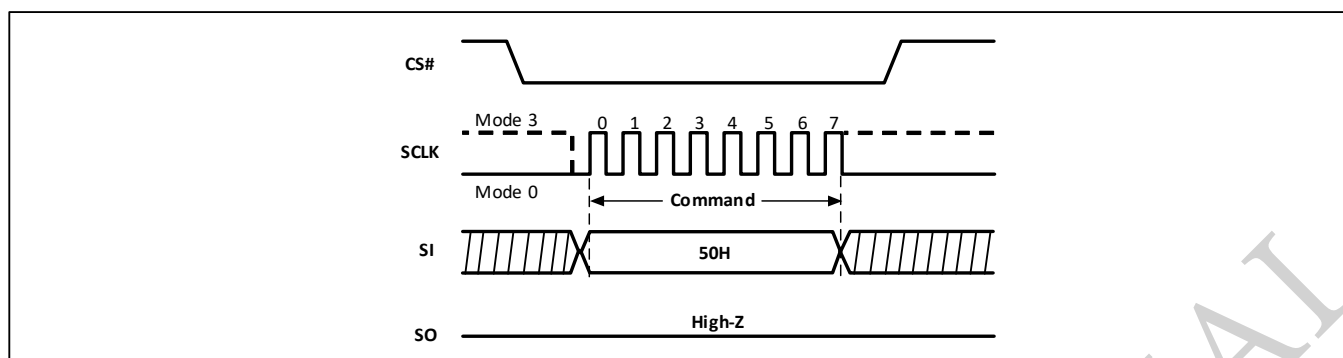 CS#
Mode 3
0 1 2 3 4 5 6 7
SCLK
Mode 0
Command
SI
50H
High-Z
SO